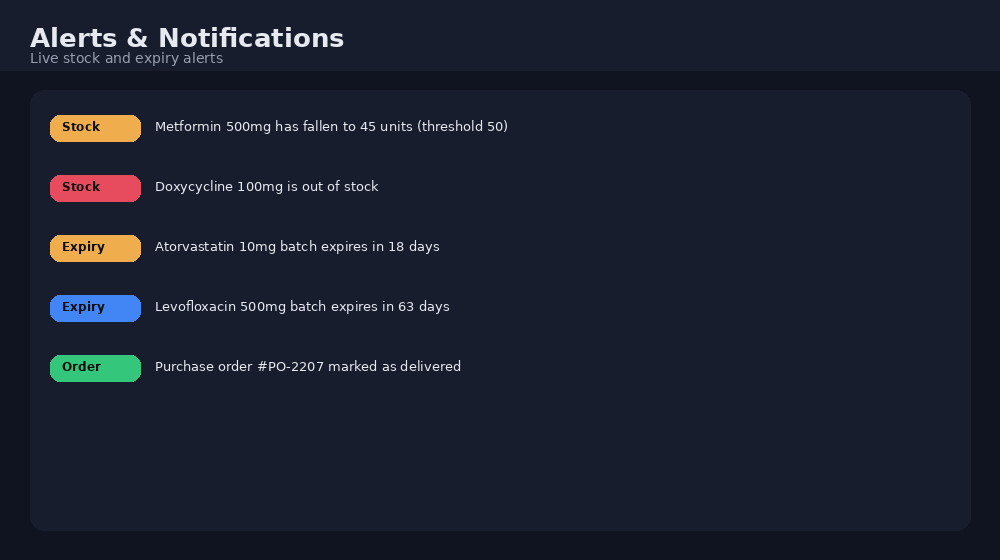 Alerts & Notifications
Live stock and expiry alerts
Stock Metformin 500mg has fallen to 45 units (threshold 50)
Stock Doxycycline 100mg is out of stock
Expiry Atorvastatin 10mg batch expires in 18 days
Expiry Levofloxacin 500mg batch expires in 63 days
Order Purchase order #PO-2207 marked as delivered